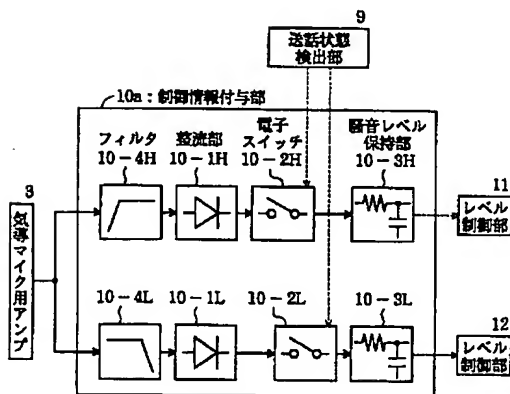 9
送話状態
検出部
10a：制御情報付与部
フィルタ
10－4H
整流部
10－1H
電子
スイッチ
10－2H
騒音レベル
保持部
10－3H
11
レベル
制御部
3
気導マイク用アンプ
10－4L
10－1L
10－2L
10－3L
12
レベル
制御部